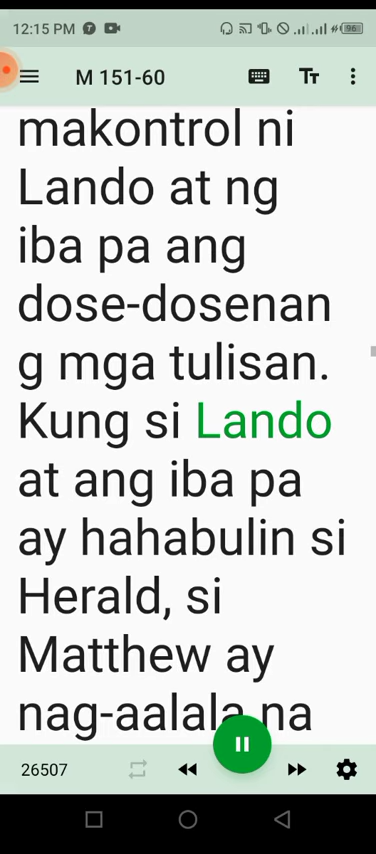 12:15 PM
96
M 151-60
makontrol ni
Lando at ng
iba pa ang
dose-dosenan
g mga tulisan.
Kung si Lando
at ang iba pa
ay hahabulin si
Herald, si
Matthew ay
nag-aalala na
26507